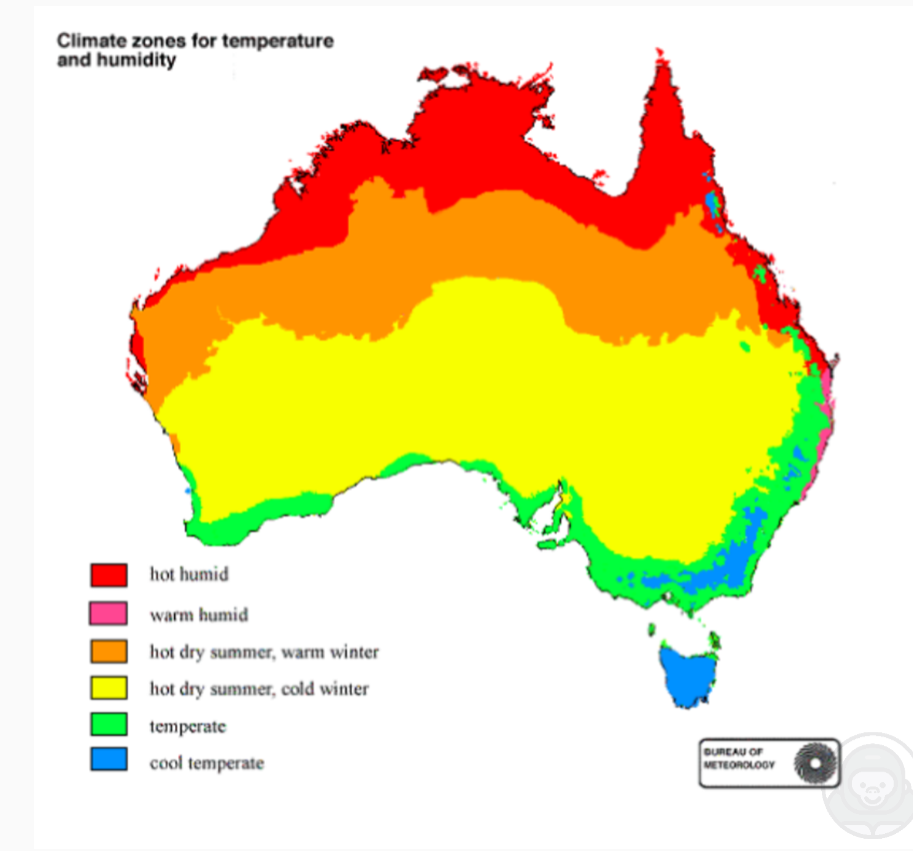 Climate zones for temperature
and humidity
hot humid
warm humid
hot dry summer, warm winter
hot dry summer, cold winter
temperate
cool temperate
BUREAU OF
METEOROLOGY